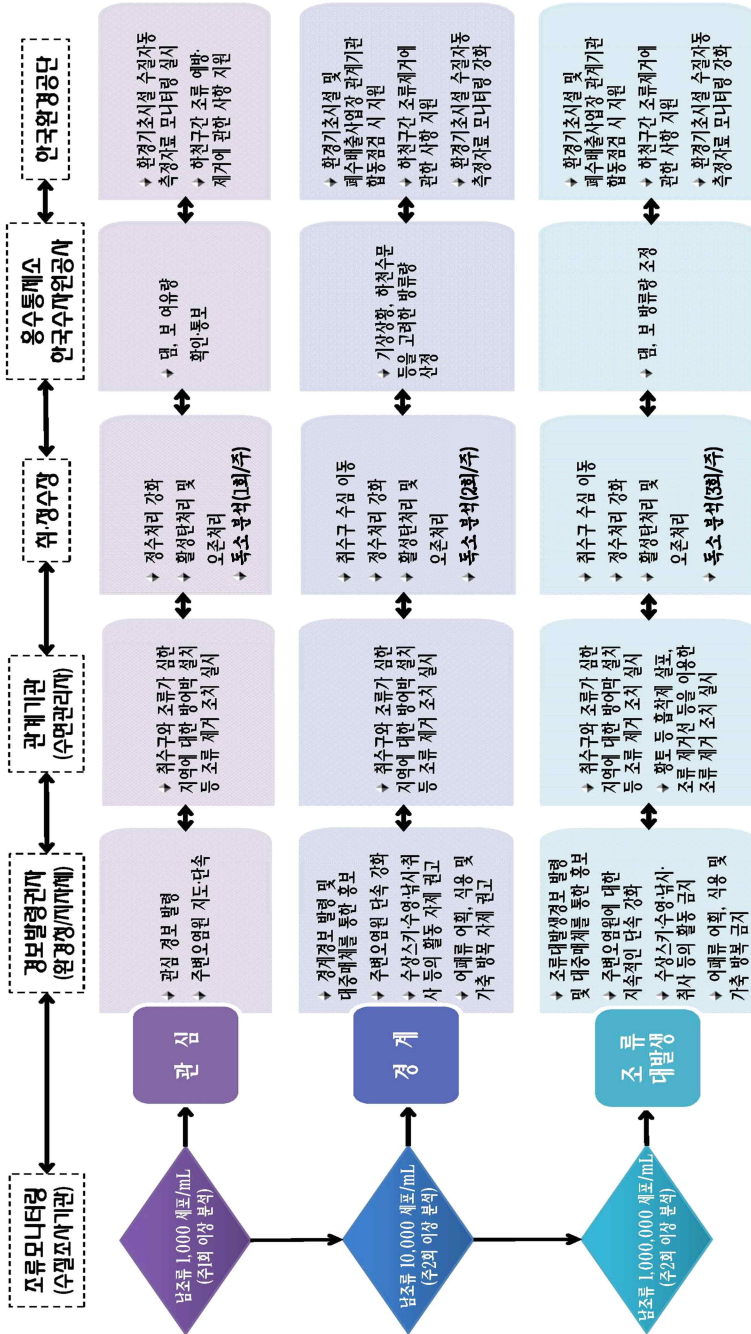 조류모니터링
(수질조사기관)
경보발령권자
(환경청/지자체)
관계기관
(수면관리자)
취·정수장
홍수통제소
한국수자원공사
한국환경공단
남조류 1,000 세포/mL
(주1회 이상 분석)
관 심
관심 경보 발령
주변오염원 지도·단속
취수구와 조류가 심한
지역에 대한 방어막 설치
등 조류 제거 조치 실시
정수처리 강화
활성탄처리 및
오존처리
독소 분석(1회/주)
댐, 보 여유량
확인·통보
환경기초시설 수질자동
측정자료 모니터링 실시
하천구간 조류 예방·
제거에 관한 사항 지원
남조류 10,000 세포/mL
(주2회 이상 분석)
경 계
경계경보 발령 및
대중매체를 통한 홍보
주변오염원 단속 강화
수상스키·수영·낚시·취
사 등의 활동 자제 권고
어패류 어획, 식용 및
가축 방목 자제 권고
취수구와 조류가 심한
지역에 대한 방어막 설치
등 조류 제거 조치 실시
취수구 수심 이동
정수처리 강화
활성탄처리 및
오존처리
독소 분석(2회/주)
기상상황, 하천수문
등을 고려한 방류량
산정
환경기초시설 및
폐수배출사업장 관계기관
합동점검 시 지원
하천구간 조류제거에
관한 사항 지원
환경기초시설 수질자동
측정자료 모니터링 강화
남조류 1,000,000 세포/mL
(주2회 이상 분석)
조 류
대발생
조류대발생경보 발령
및 대중매체를 통한 홍보
주변오염원에 대한
지속적인 단속 강화
수상스키·수영·낚시·
취사 등의 활동 금지
어패류 어획, 식용 및
가축 방목 금지
취수구와 조류가 심한
지역에 대한 방어막 설치
등 조류 제거 조치 실시
황토 등 흡착제 살포,
조류 제거선 등을 이용한
조류 제거 조치 실시
취수구 수심 이동
정수처리 강화
활성탄처리 및
오존처리
독소 분석(3회/주)
댐, 보 방류량 조정
환경기초시설 및
폐수배출사업장 관계기관
합동점검 시 지원
하천구간 조류제거에
관한 사항 지원
환경기초시설 수질자동
측정자료 모니터링 강화